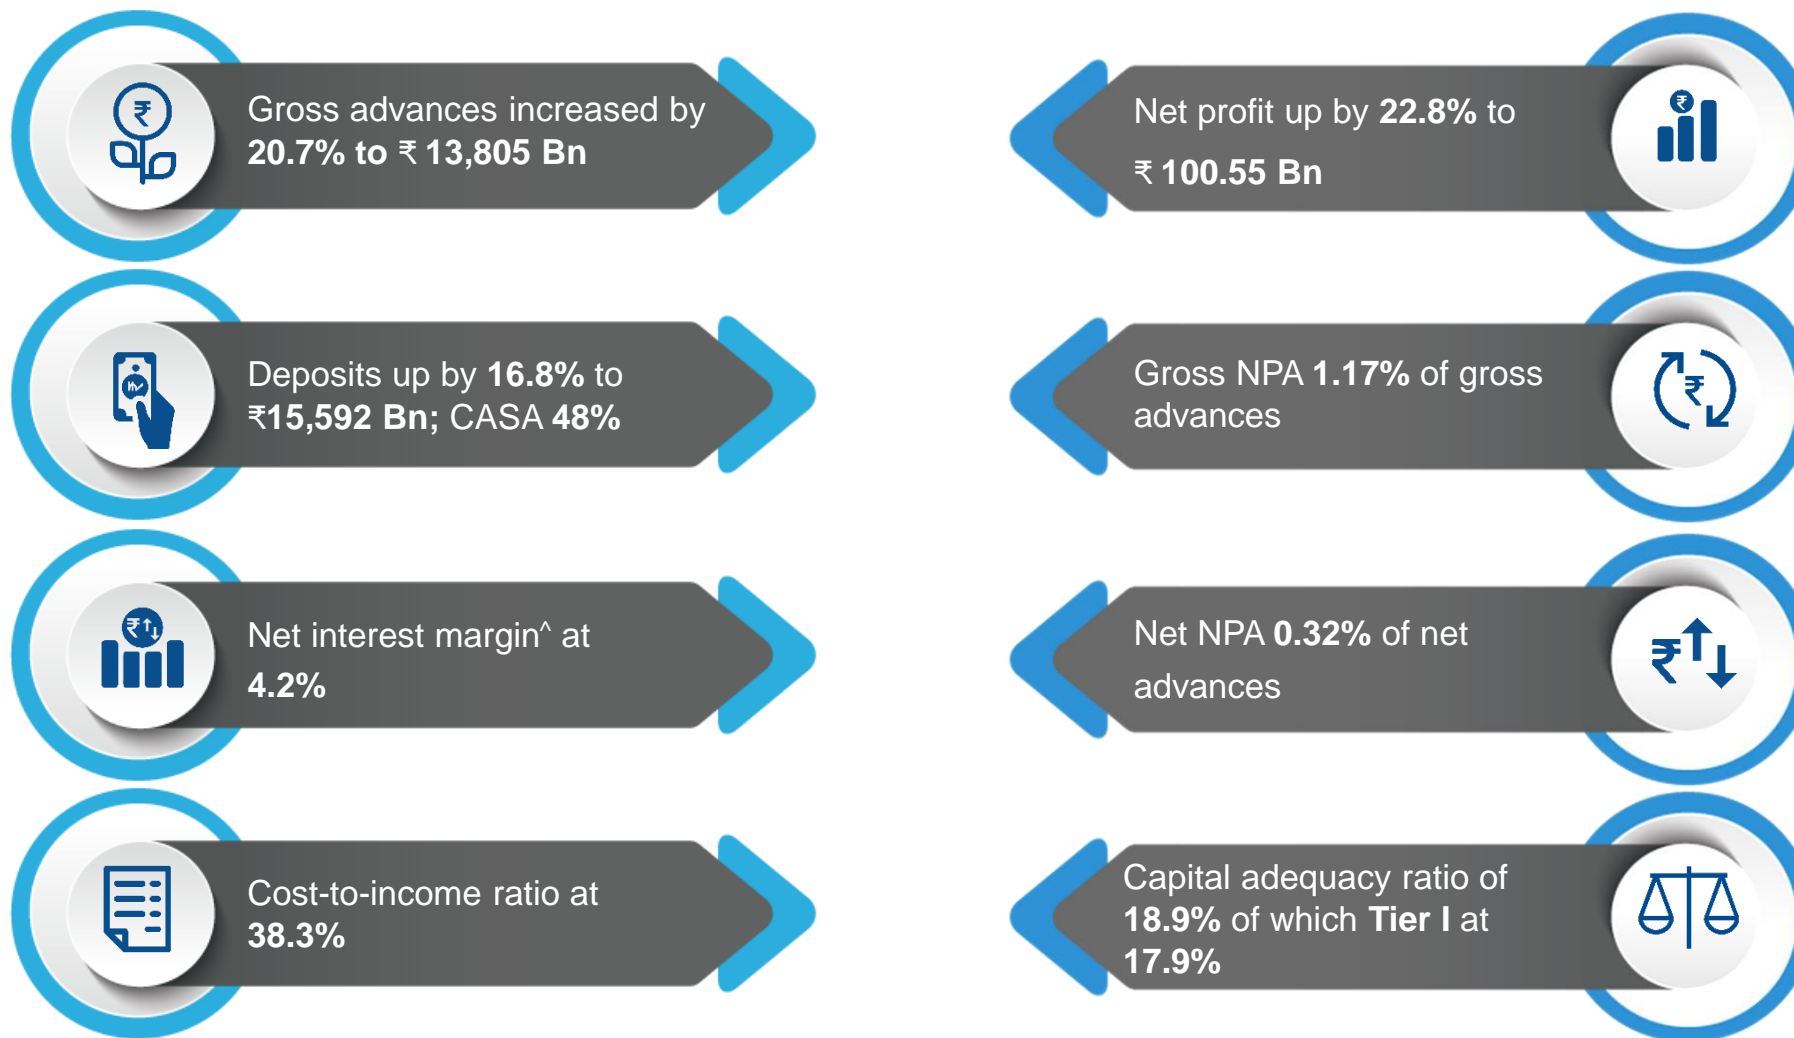 Gross advances increased by
20.7% to ₹ 13,805 Bn
Deposits up by 16.8% to
₹15,592 Bn; CASA 48%
Net interest margin^ at
4.2%
Cost-to-income ratio at
38.3%
Net profit up by 22.8% to
₹ 100.55 Bn
Gross NPA 1.17% of gross
advances
Net NPA 0.32% of net
advances
Capital adequacy ratio of
18.9% of which Tier I at
17.9%